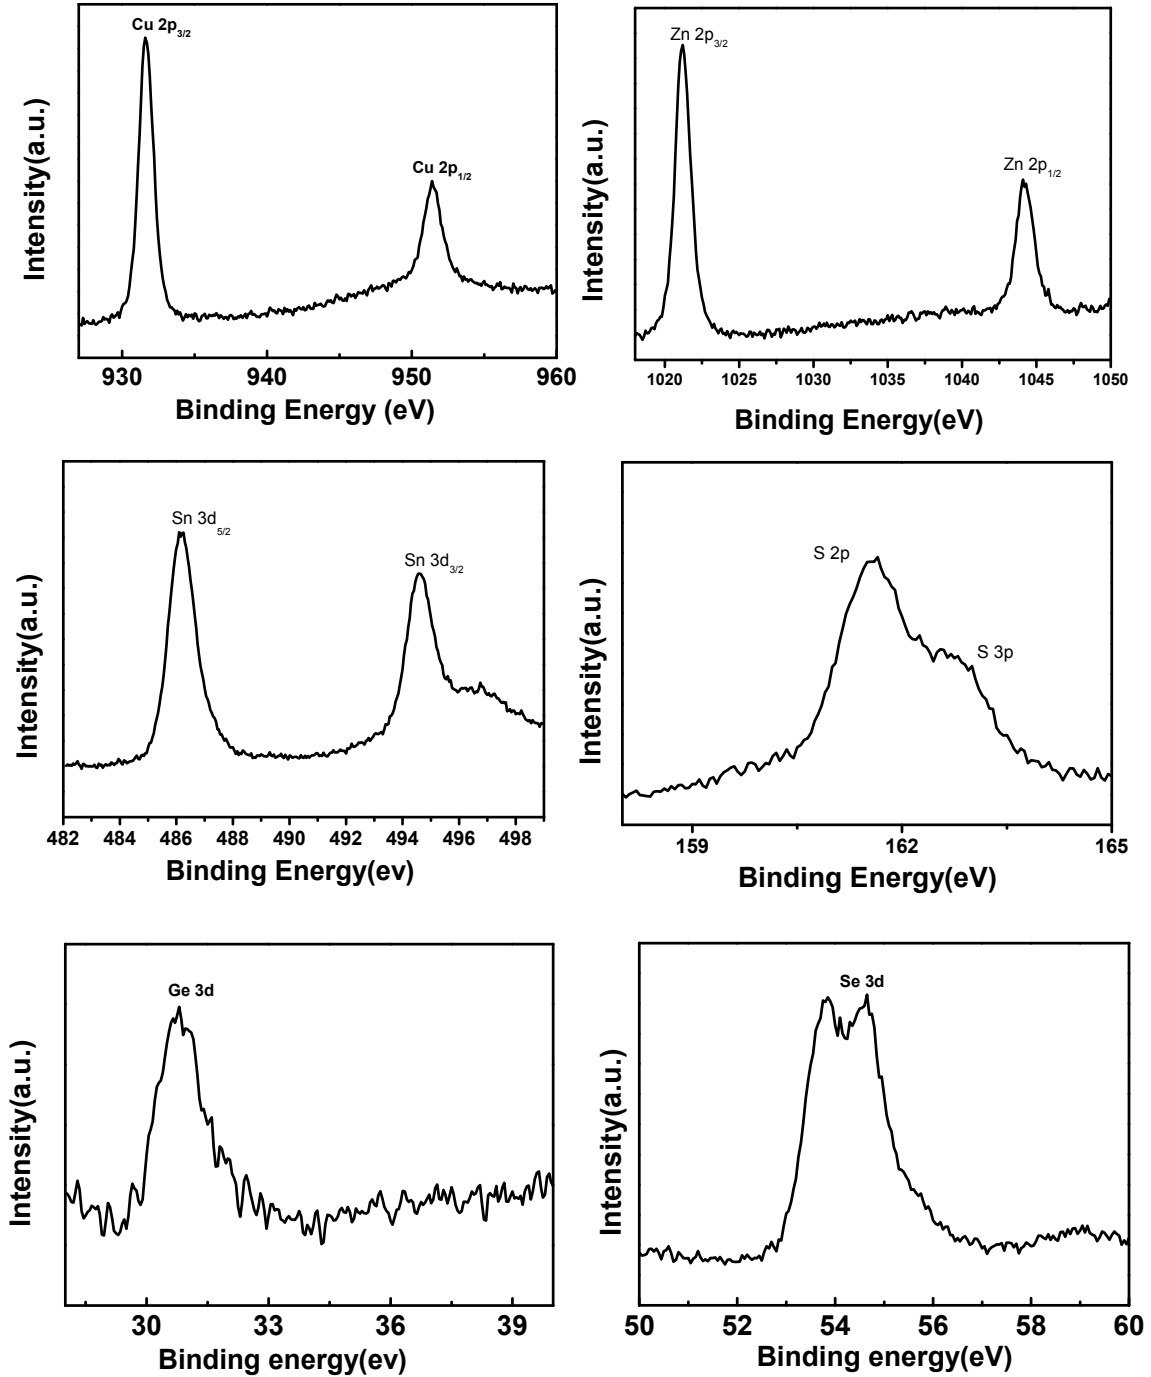 Cu 2p3/2
Cu 2p1/2
Intensity(a.u.)
930 940 950 960
Binding Energy (eV)
Zn 2p3/2
Zn 2p1/2
Intensity(a.u.)
1020 1025 1030 1035 1040 1045 1050
Binding Energy(eV)
Sn 3d5/2
Sn 3d3/2
Intensity(a.u.)
482 484 486 488 490 492 494 496 498
Binding Energy(ev)
S 2p
S 3p
Intensity(a.u.)
159 162 165
Binding Energy(eV)
Ge 3d
Intensity(a.u.)
30 33 36 39
Binding energy(ev)
Se 3d
Intensity(a.u.)
50 52 54 56 58 60
Binding energy(eV)